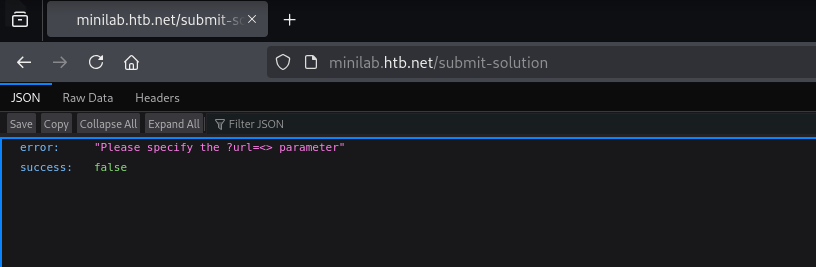 minilab.htb.net/submit-so
minilab.htb.net/submit-solution
JSON Raw Data Headers
Save Copy Collapse All Expand All Filter JSON
error: "Please specify the ?url=<> parameter"
success: false